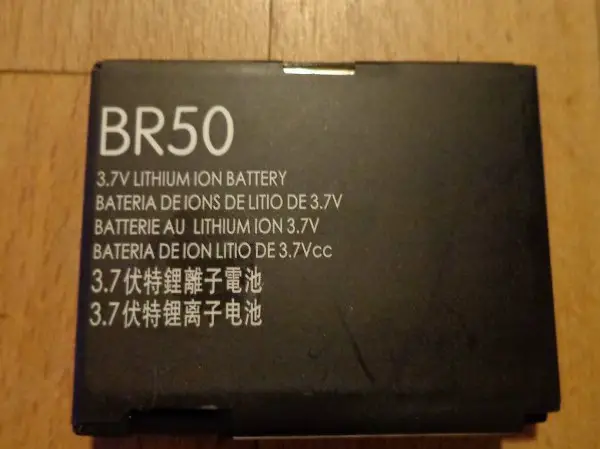 BR50
3.7V LITHIUM ION BATTERY
BATERIA DE IONS DE LITIO DE 3.7V
BATTERIE AU LITHIUM ION 3.7V
BATERIA DE ION LITIO DE 3.7Vcc
3.7伏特鋰離子電池
3.7伏特锂离子电池